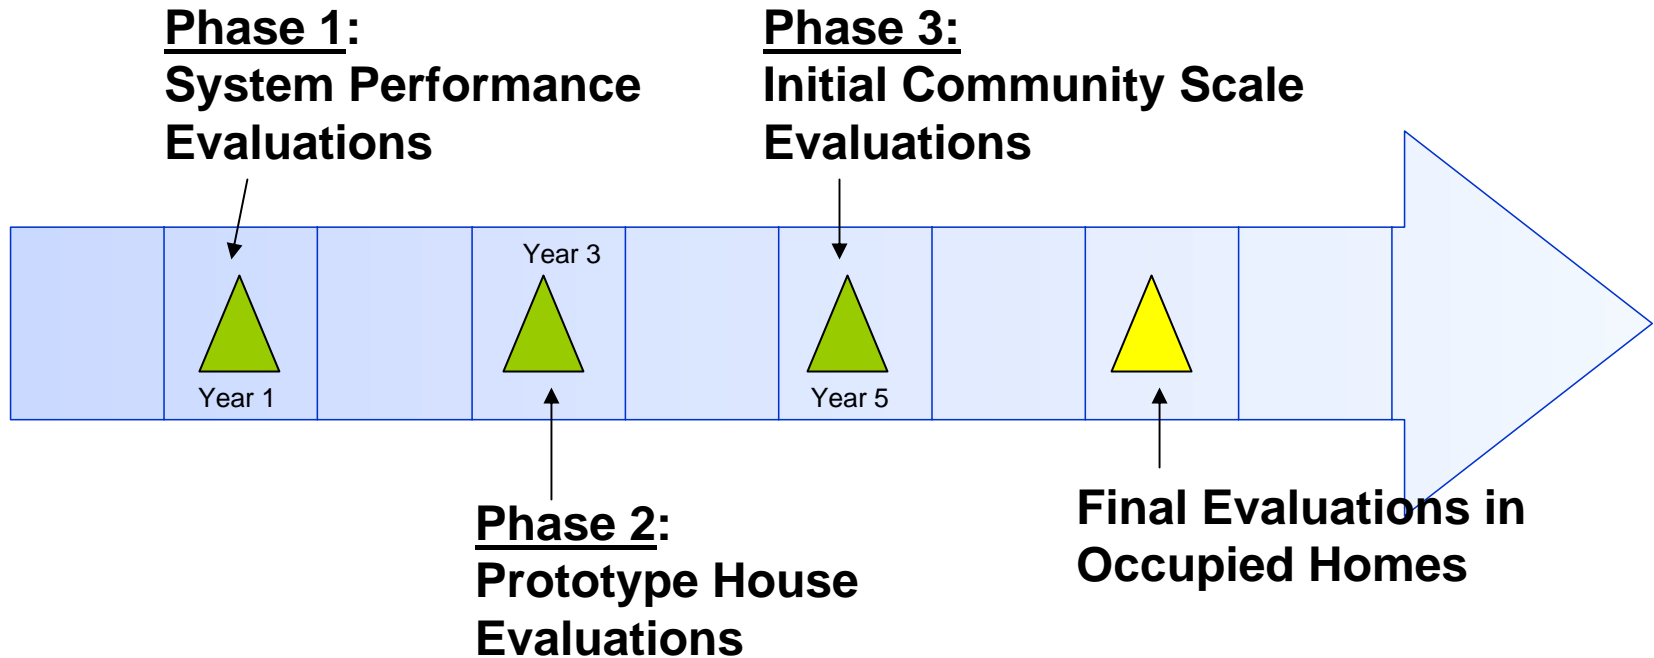 Phase 1:
System Performance
Evaluations
Phase 3:
Initial Community Scale
Evaluations
Year 3
Year 1
Year 5
Phase 2:
Prototype House
Evaluations
Final Evaluations in
Occupied Homes